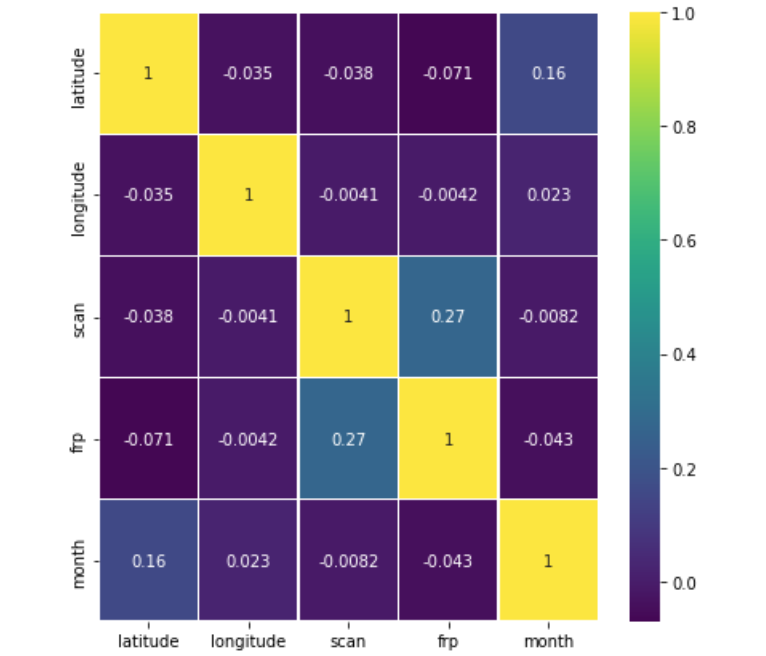 latitude 1 -0.035 -0.038 -0.071 0.16
longitude -0.035 1 -0.0041 -0.0042 0.023
scan -0.038 -0.0041 1 0.27 -0.0082
frp -0.071 -0.0042 0.27 1 -0.043
month 0.16 0.023 -0.0082 -0.043 1
latitude longitude scan frp month
1.0
0.8
0.6
0.4
0.2
0.0